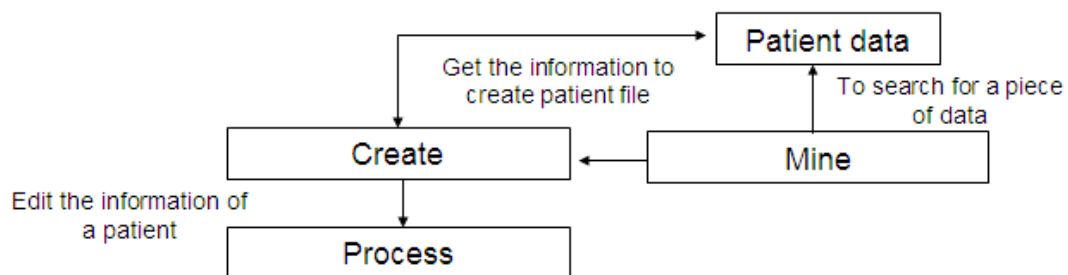 Patient data
Get the information to
create patient file
To search for a piece
of data
Create
Mine
Edit the information of
a patient
Process